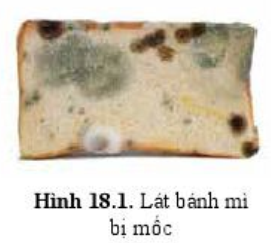 Hình 18.1. Lát bánh mì
bị mốc